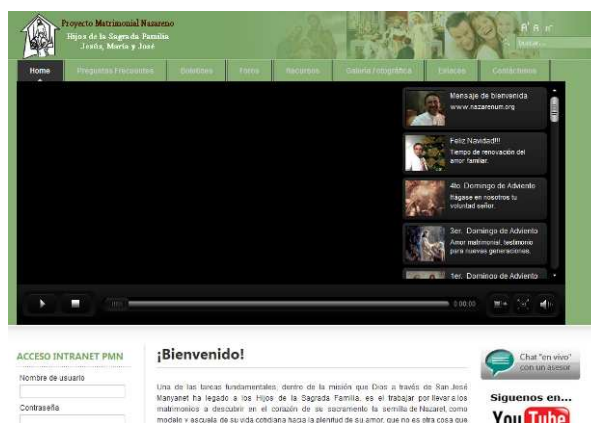 Proyecto Matrimonial Nazareno
Hijos de la Sagrada Familia
Jesús, María y José
A+ A A-
buscar...
Home
Preguntas Frecuentes
Boletines
Foros
Recursos
Galería Fotográfica
Enlaces
Contáctenos
Mensaje de bienvenida
www.nazarenum.org
Feliz Navidad!!!
Tiempo de renovación del
amor familiar.
4to. Domingo de Adviento
Hágase en nosotros tu
voluntad señor.
3er. Domingo de Adviento
Amor matrimonial, testimonio
para nuevas generaciones.
1er. Domingo de Adviento
0:00:00
ACCESO INTRANET PMN
Nombre de usuario
Contraseña
¡Bienvenido!
Una de las tareas fundamentales, dentro de la misión que Dios a través de San José
Manyanet ha legado a los Hijos de la Sagrada Familia, es el trabajar por llevar a los
matrimonios a descubrir en el corazón de su sacramento la semilla de Nazaret, como
modelo y escuela de su vida cotidiana hacia la plenitud de su amor, que no es otra cosa que
Chat "en vivo"
con un asesor
Siguenos en...
You Tube